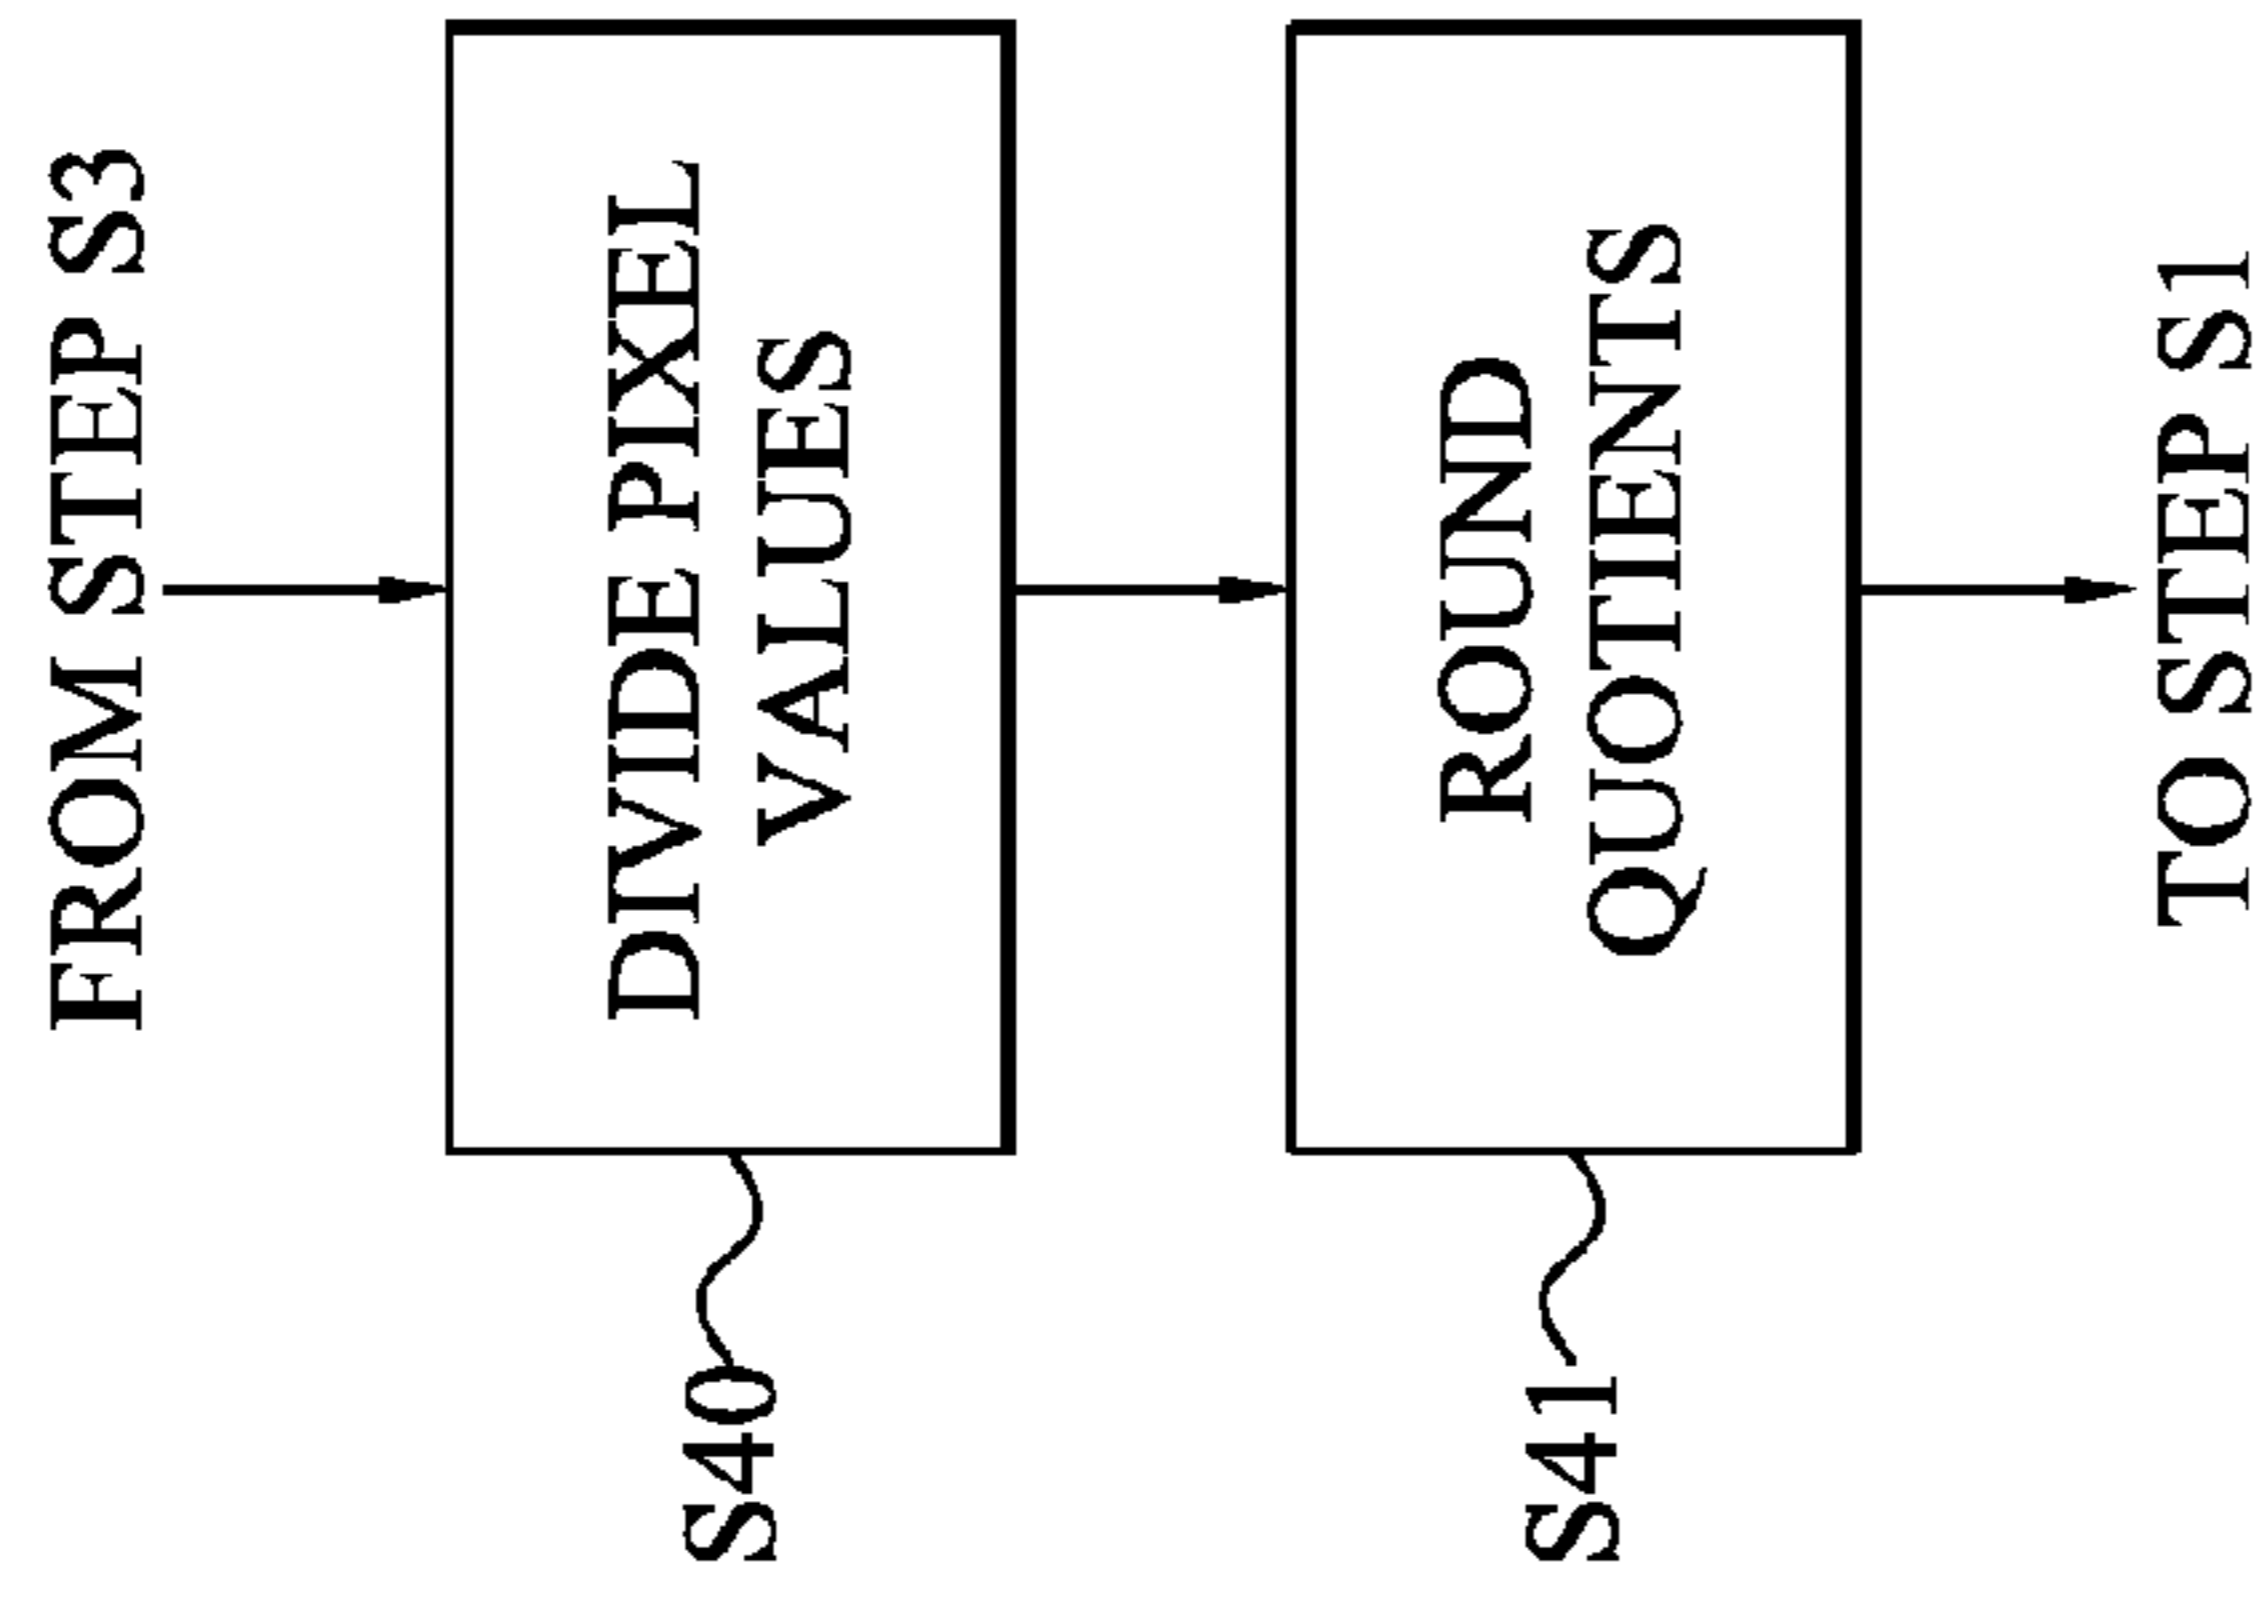 FROM STEP S3
DIVIDE PIXEL
VALUES
S40
ROUND
QUOTIENTS
S41
TO STEP S1